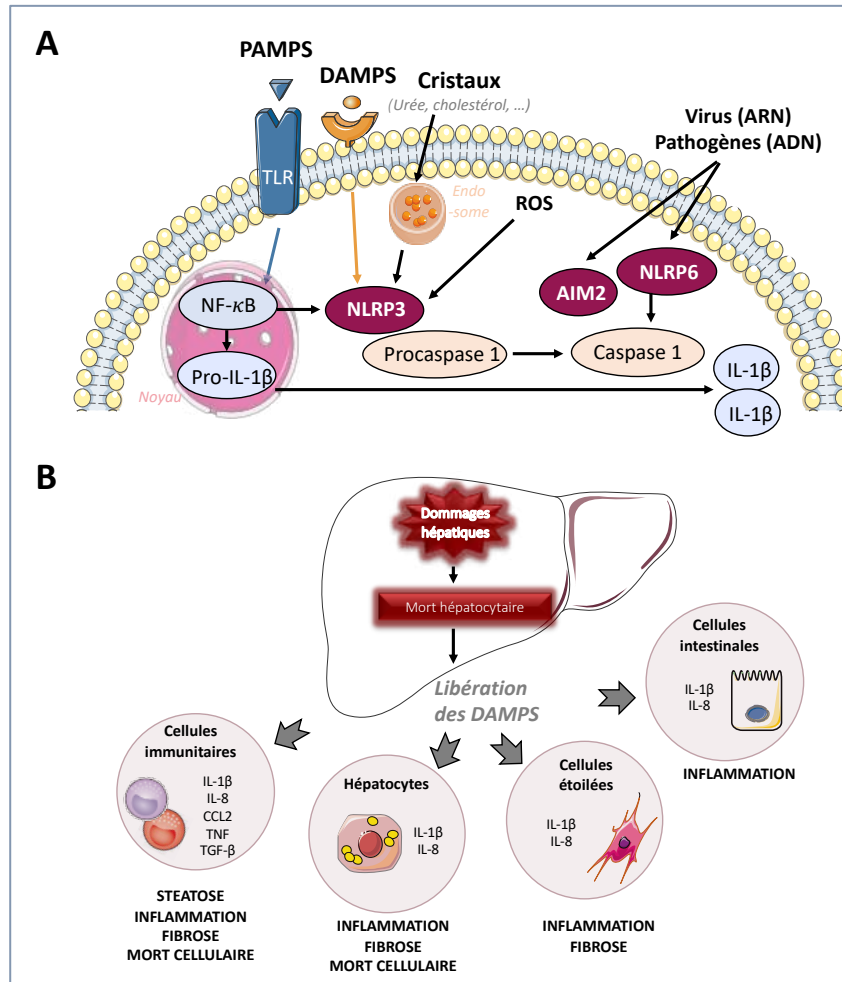 A
PAMPS
DAMPS
Cristaux
(Urée, cholestérol, …)
Virus (ARN)
Pathogènes (ADN)
TLR
Endo
-some
ROS
NF-κB
NLRP3
AIM2
NLRP6
Procaspase 1
Caspase 1
Pro-IL-1β
Noyau
IL-1β
IL-1β
B
Dommages
hépatiques
Mort hépatocytaire
Libération
des DAMPS
Cellules
intestinales
IL-1β
IL-8
INFLAMMATION
Cellules
immunitaires
IL-1β
IL-8
CCL2
TNF
TGF-β
STEATOSE
INFLAMMATION
FIBROSE
MORT CELLULAIRE
Hépatocytes
IL-1β
IL-8
INFLAMMATION
FIBROSE
MORT CELLULAIRE
Cellules
étoilées
IL-1β
IL-8
INFLAMMATION
FIBROSE